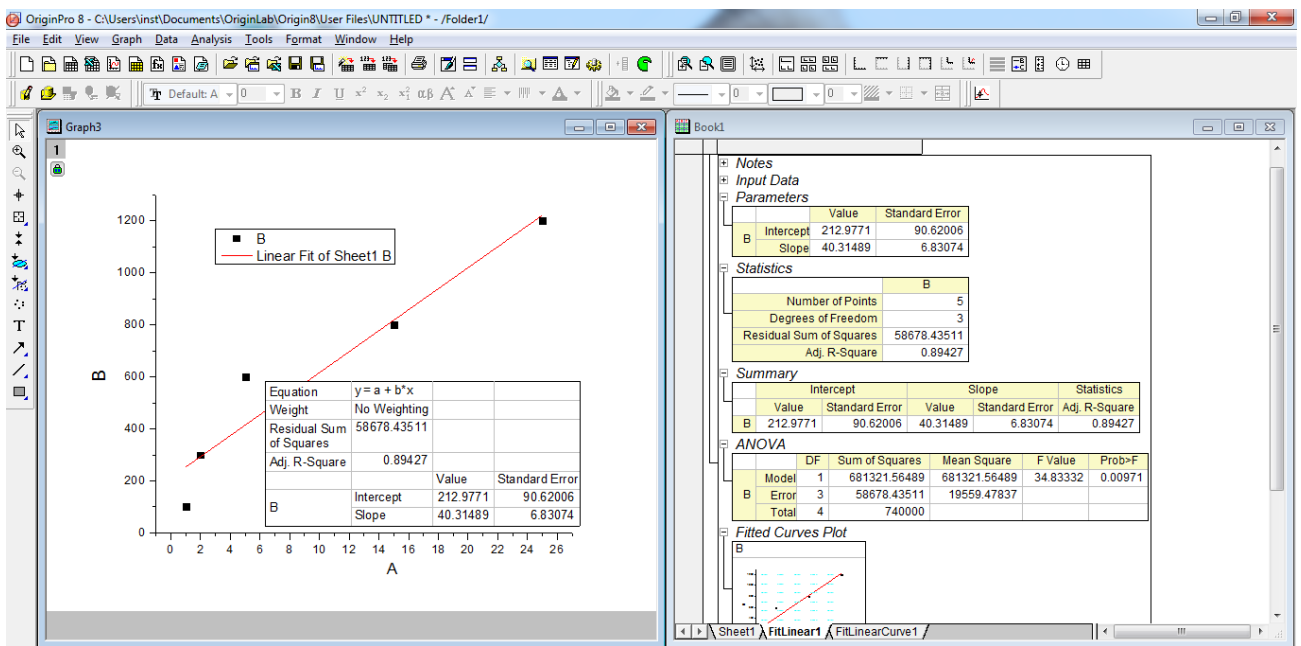 OriginPro 8 - C:\Users\inst\Documents\OriginLab\Origin8\User Files\UNTITLED * - /Folder1/
File Edit View Graph Data Analysis Tools Format Window Help
Default: A 0 B I U x² x₂ αβ A A A 0 0
Graph3
1
1200
1000
800
600
400
200
0
B
B
Linear Fit of Sheet1 B
Equation y = a + b*x
Weight No Weighting
Residual Sum of Squares 58678.43511
Adj. R-Square 0.89427
Value Standard Error
B Intercept 212.9771 90.62006
Slope 40.31489 6.83074
0 2 4 6 8 10 12 14 16 18 20 22 24 26
A
Book1
Notes
Input Data
Parameters
Value Standard Error
B Intercept 212.9771 90.62006
Slope 40.31489 6.83074
Statistics
B
Number of Points 5
Degrees of Freedom 3
Residual Sum of Squares 58678.43511
Adj. R-Square 0.89427
Summary
Intercept Slope Statistics
Value Standard Error Value Standard Error Adj. R-Square
B 212.9771 90.62006 40.31489 6.83074 0.89427
ANOVA
DF Sum of Squares Mean Square F Value Prob>F
B Model 1 681321.56489 681321.56489 34.83332 0.00971
Error 3 58678.43511 19559.47837
Total 4 740000
Fitted Curves Plot
B
Sheet1 FitLinear1 FitLinearCurve1